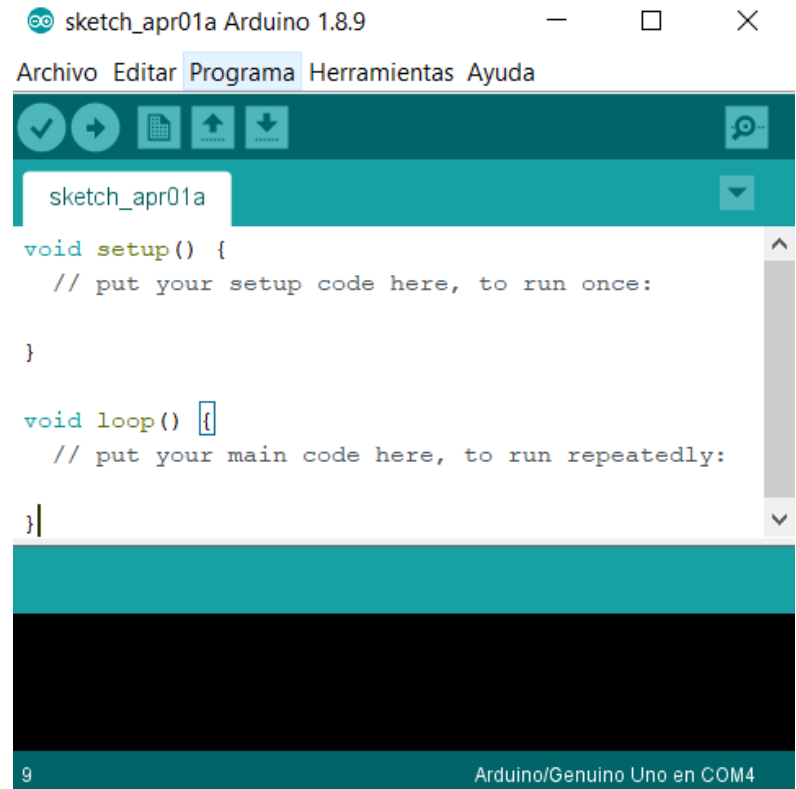 sketch_apr01a Arduino 1.8.9
Archivo Editar Programa Herramientas Ayuda
sketch_apr01a
void setup() {
  // put your setup code here, to run once:
}
void loop() {
  // put your main code here, to run repeatedly:
}
9 Arduino/Genuino Uno en COM4